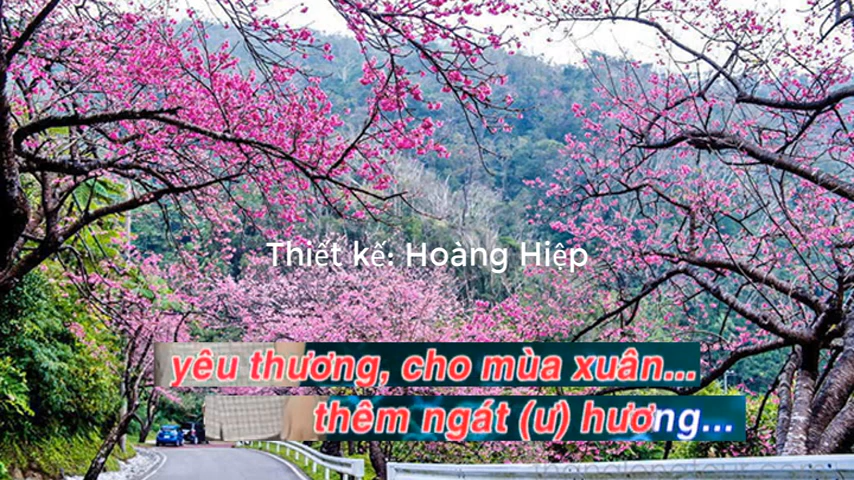 Thiết kế: Hoàng Hiệp
yêu thương, cho mùa xuân...
thêm ngát (ư) hương...